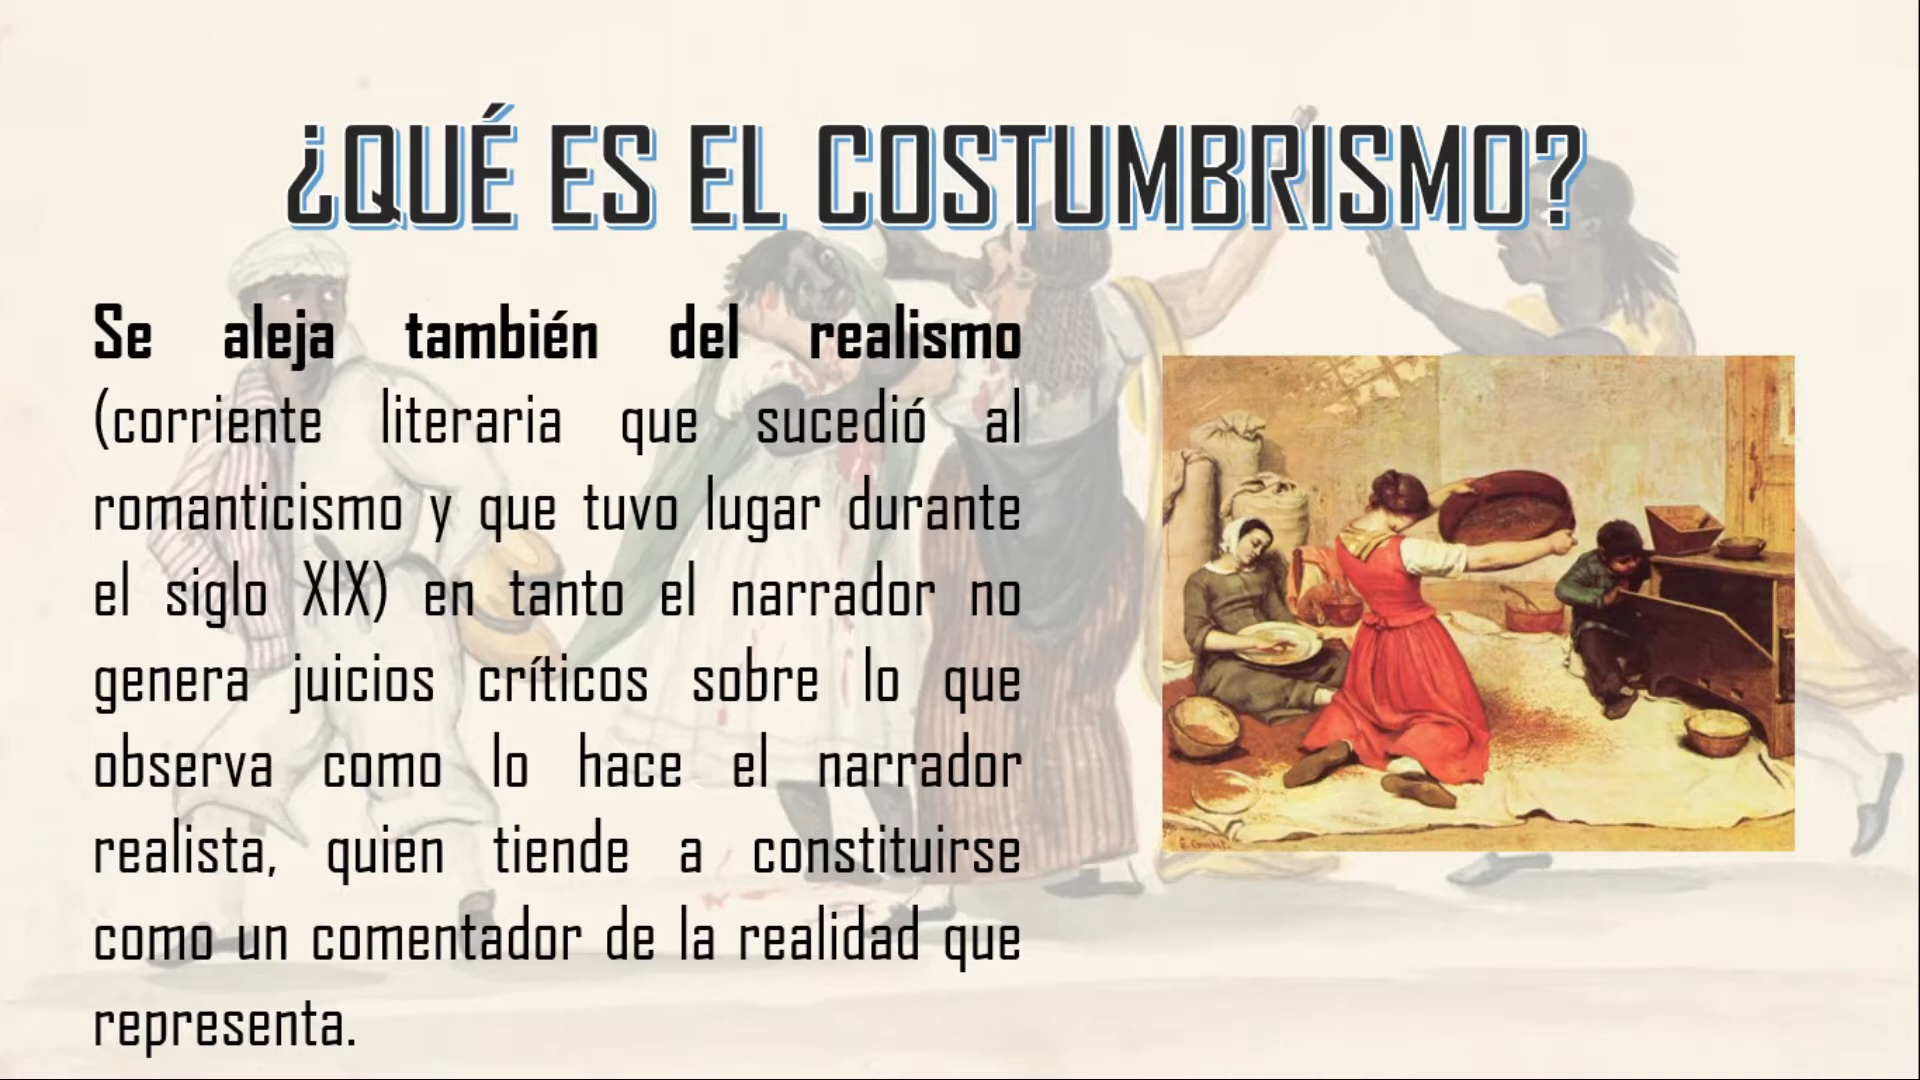 ¿QUÉ ES EL COSTUMBRISMO?
Se aleja también del realismo
(corriente literaria que sucedió al
romanticismo y que tuvo lugar durante
el siglo XIX) en tanto el narrador no
genera juicios críticos sobre lo que
observa como lo hace el narrador
realista, quien tiende a constituirse
como un comentador de la realidad que
representa.